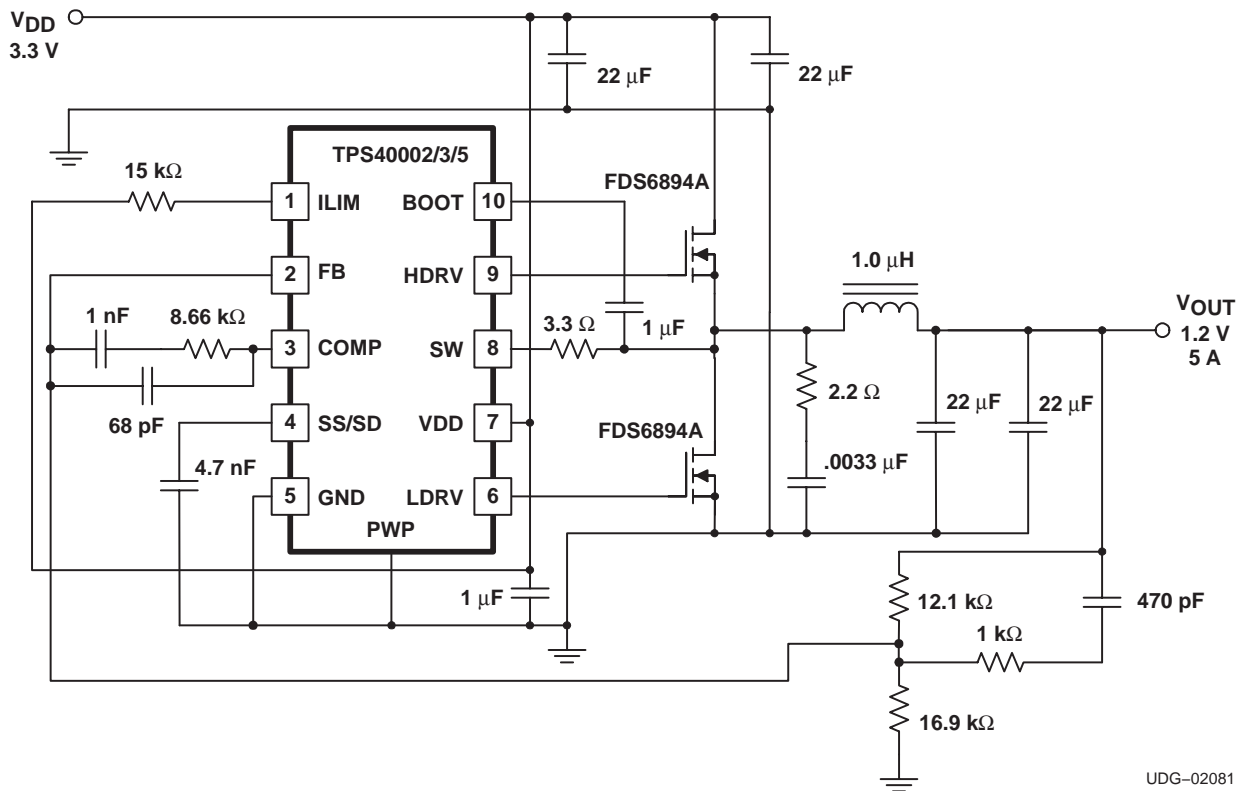 VDD
3.3 V
22 μF
22 μF
TPS40002/3/5
15 kΩ
FDS6894A
1
ILIM
BOOT
10
1.0 μH
2
FB
HDRV
9
VOUT
1.2 V
5 A
1 nF
8.66 kΩ
3.3 Ω
1 μF
3
COMP
SW
8
2.2 Ω
68 pF
4
SS/SD
VDD
7
FDS6894A
22 μF
22 μF
4.7 nF
.0033 μF
5
GND
LDRV
6
PWP
1 μF
12.1 kΩ
470 pF
1 kΩ
16.9 kΩ
UDG–02081